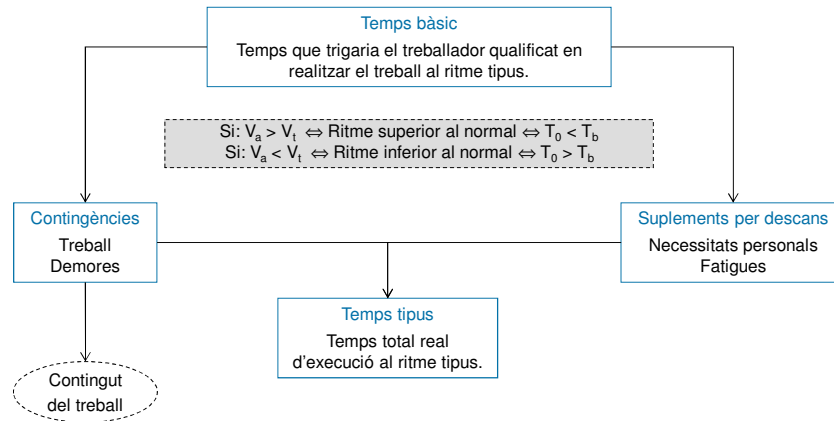 Temps bàsic
Temps que trigaria el treballador qualificat en
realitzar el treball al ritme tipus.
Si: Va > Vt ⇔ Ritme superior al normal ⇔ T0 < Tb
Si: Va < Vt ⇔ Ritme inferior al normal ⇔ T0 > Tb
Contingències
Treball
Demores
Suplements per descans
Necessitats personals
Fatigues
Temps tipus
Temps total real
d'execució al ritme tipus.
Contingut
del treball